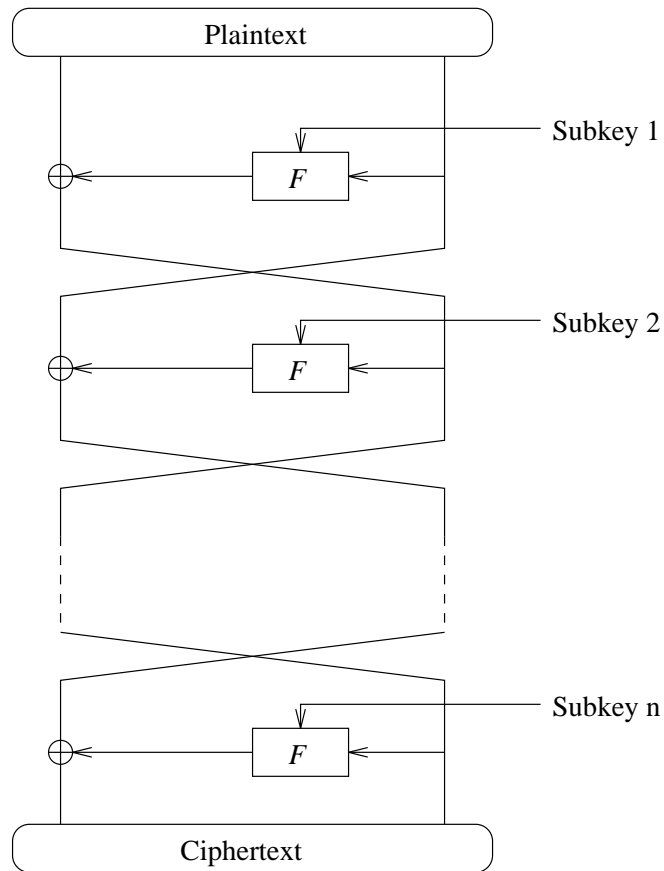 Plaintext
Subkey 1
F
Subkey 2
F
Subkey n
F
Ciphertext